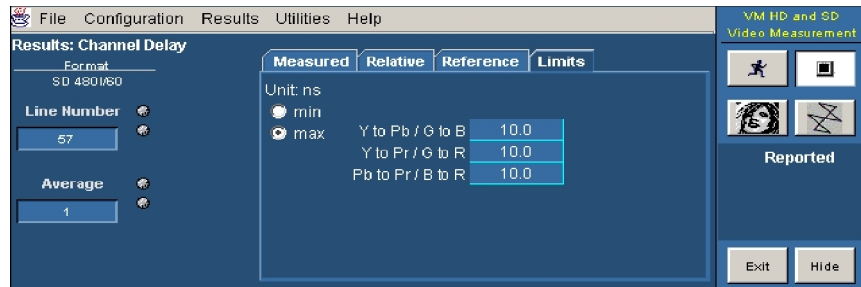 File Configuration Results Utilities Help
VM HD and SD
Video Measurement
Results: Channel Delay
Format
SD 480I/60
Line Number
57
Average
1
Measured Relative Reference Limits
Unit: ns
min
max
Y to Pb / G to B 10.0
Y to Pr / G to R 10.0
Pb to Pr / B to R 10.0
Reported
Exit Hide